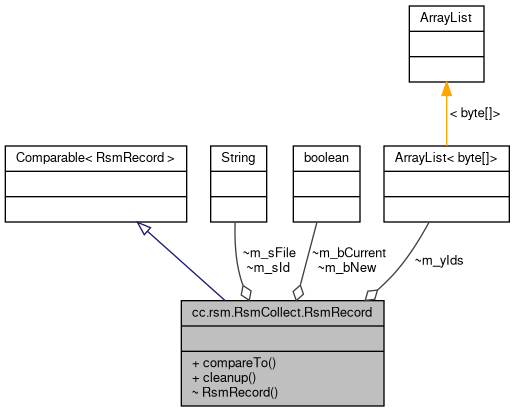 ArrayList
< byte[]>
Comparable< RsmRecord >
String
boolean
ArrayList< byte[]>
~m_sFile
~m_sId
~m_bCurrent
~m_bNew
~m_yIds
cc.rsm.RsmCollect.RsmRecord
+ compareTo()
+ cleanup()
~ RsmRecord()